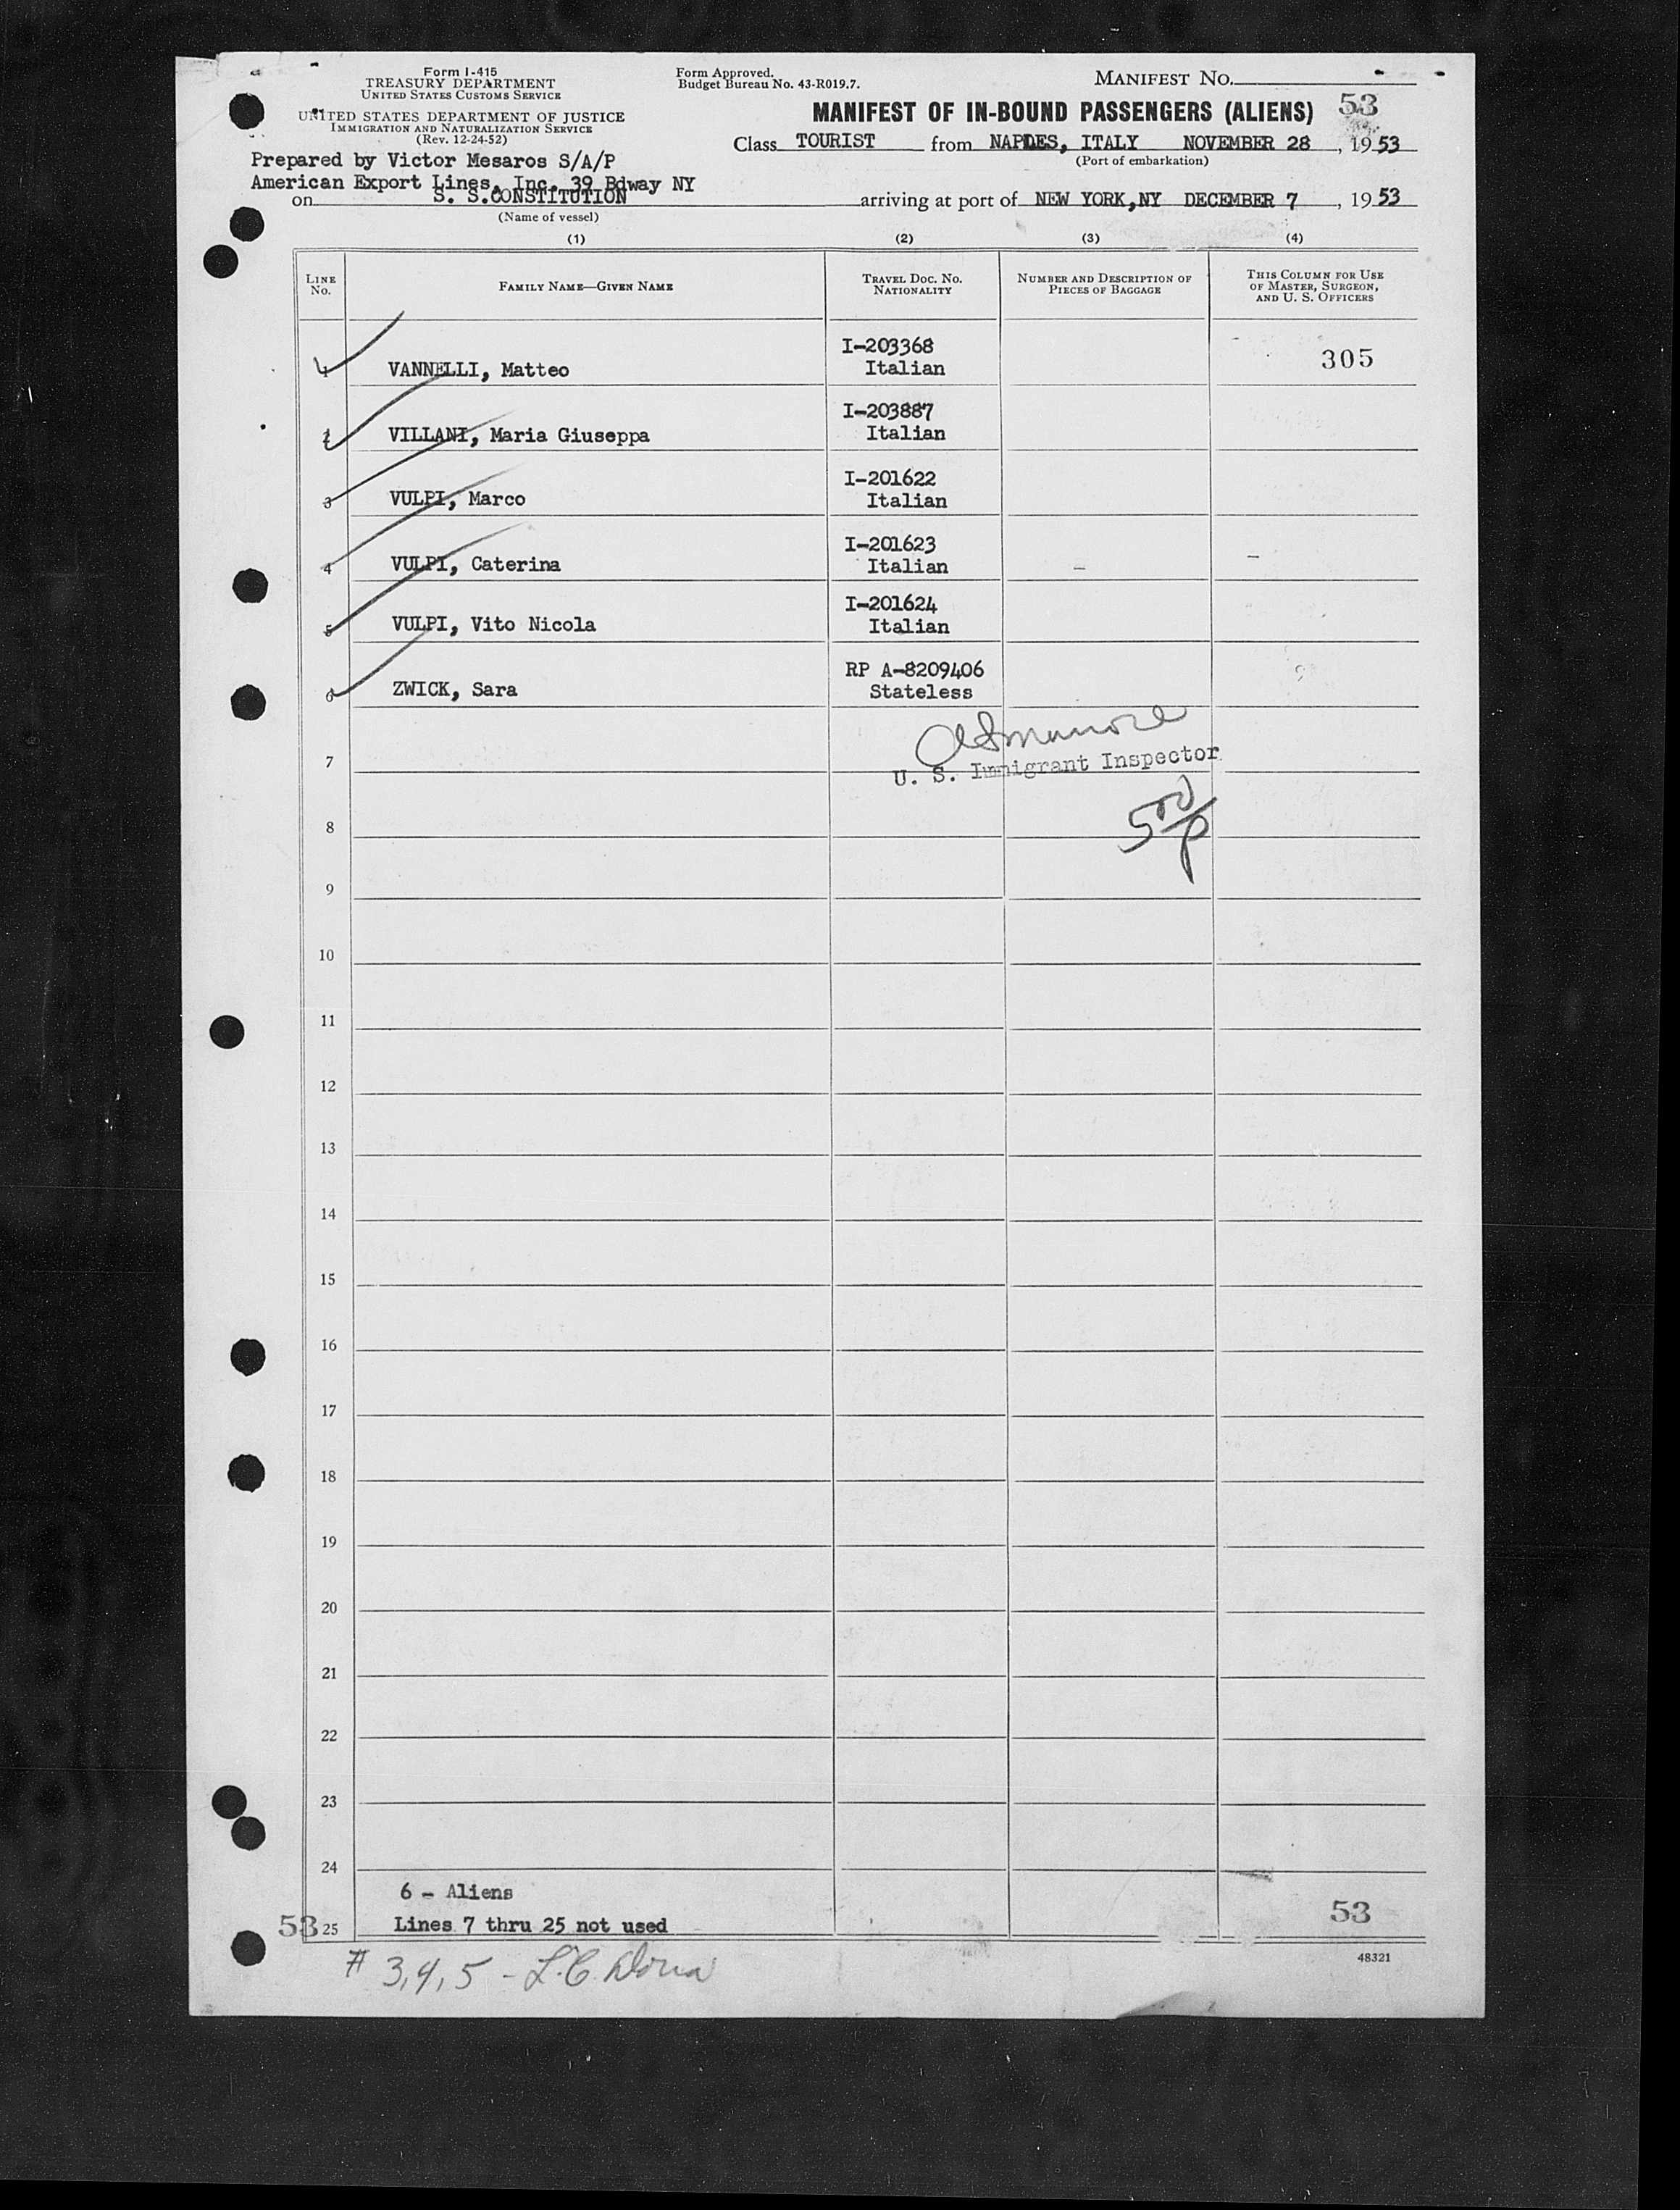 Form I-415
TREASURY DEPARTMENT
UNITED STATES CUSTOMS SERVICE
UNITED STATES DEPARTMENT OF JUSTICE
IMMIGRATION AND NATURALIZATION SERVICE
(Rev. 12-24-52)
Form Approved.
Budget Bureau No. 43-R019.7.
MANIFEST NO.
MANIFEST OF IN-BOUND PASSENGERS (ALIENS) 53
Class TOURIST from NAPLES, ITALY NOVEMBER 28, 1953
(Port of embarkation)
Prepared by Victor Mesaros S/A/P
American Export Lines, Inc. 39 Bdway NY
on S. S.CONSTITUTION arriving at port of NEW YORK,NY DECEMBER 7, 1953
(Name of vessel)
(1) (2) (3) (4)
LINE NO. FAMILY NAME—GIVEN NAME TRAVEL DOC. NO. NATIONALITY NUMBER AND DESCRIPTION OF PIECES OF BAGGAGE THIS COLUMN FOR USE OF MASTER, SURGEON, AND U. S. OFFICERS
1 VANNELLI, Matteo I-203368 Italian 305
2 VILLANI, Maria Giuseppa I-203887 Italian
3 VULPI, Marco I-201622 Italian
4 VULPI, Caterina I-201623 Italian
5 VULPI, Vito Nicola I-201624 Italian
6 ZWICK, Sara RP A-8209406 Stateless
U. S. Immigrant Inspector
7
8
9
10
11
12
13
14
15
16
17
18
19
20
21
22
23
24
6 - Aliens
53 25 Lines 7 thru 25 not used 53
# 3,4,5 - L.C.
48321